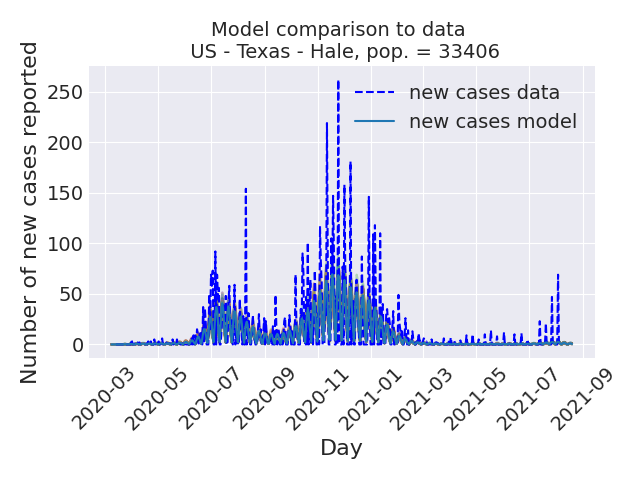 Model comparison to data
US - Texas - Hale, pop. = 33406
Number of new cases reported
250
200
150
100
50
0
new cases data
new cases model
2020-03
2020-05
2020-07
2020-09
2020-11
2021-01
2021-03
2021-05
2021-07
2021-09
Day